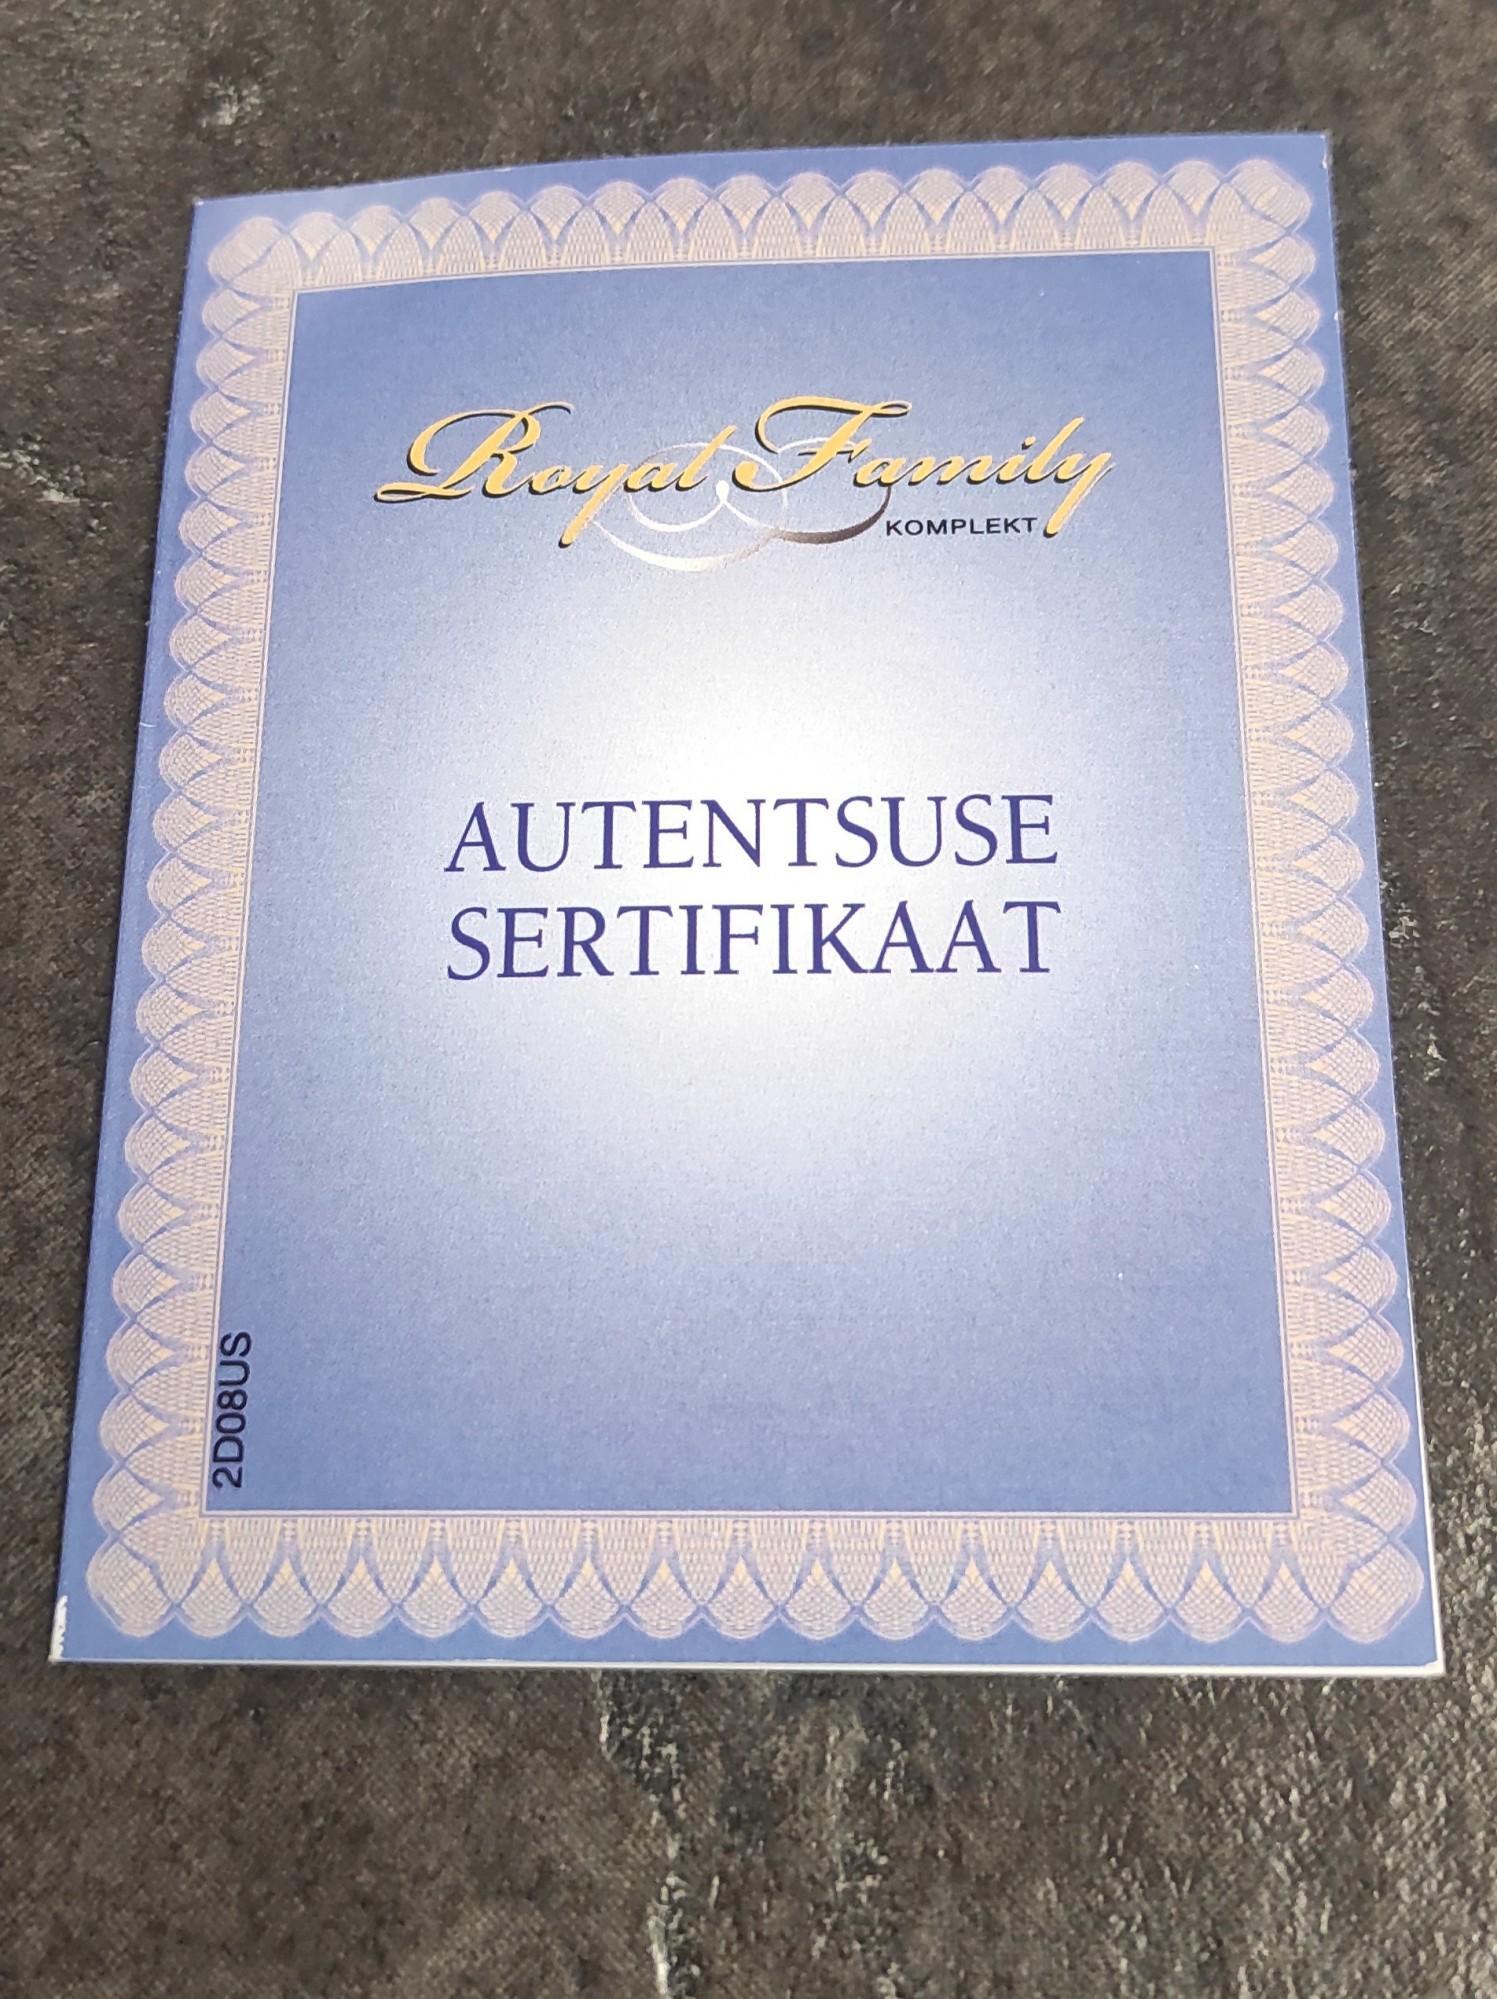 Royal Family
KOMPLEKT
AUTENTSUSE
SERTIFIKAAT
2D08US